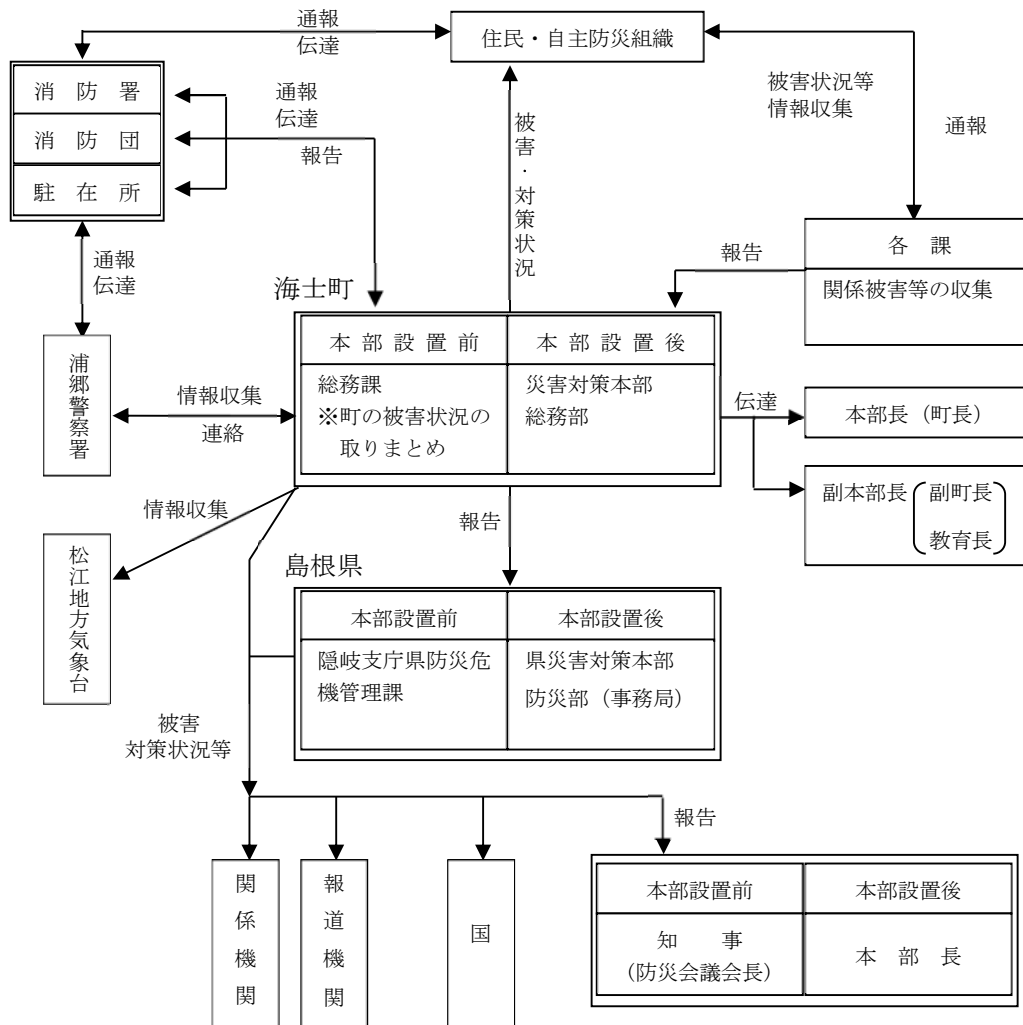 通報
伝達
住民・自主防災組織
消防署
消防団
駐在所
通報
伝達
報告
被害・対策状況
被害状況等
情報収集
通報
各課
関係被害等の収集
報告
通報
伝達
海士町
本部設置前
本部設置後
総務課
※町の被害状況の
取りまとめ
災害対策本部
総務部
浦郷警察署
情報収集
連絡
伝達
本部長（町長）
副本部長
副町長
教育長
情報収集
松江地方気象台
報告
島根県
本部設置前
本部設置後
隠岐支庁県防災危
機管理課
県災害対策本部
防災部（事務局）
被害
対策状況等
報告
関係機関
報道機関
国
本部設置前
本部設置後
知　事
（防災会議会長）
本部長